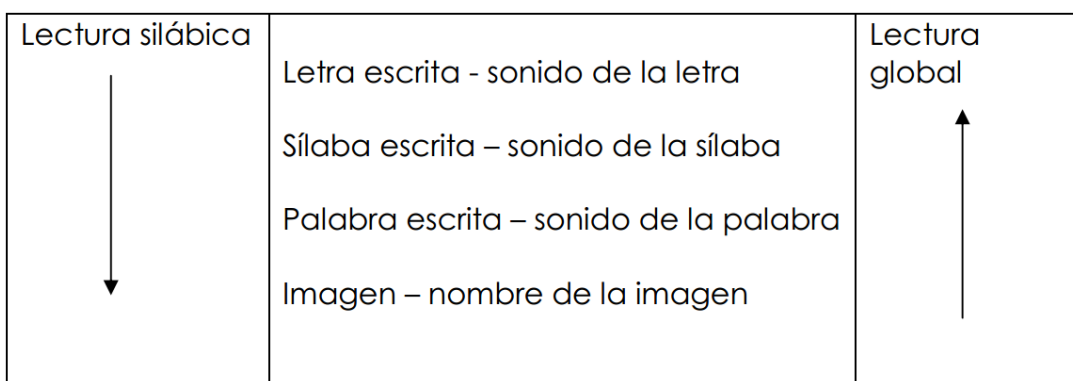 Lectura silábica
Letra escrita - sonido de la letra
Sílaba escrita – sonido de la sílaba
Palabra escrita – sonido de la palabra
Imagen – nombre de la imagen
Lectura
global